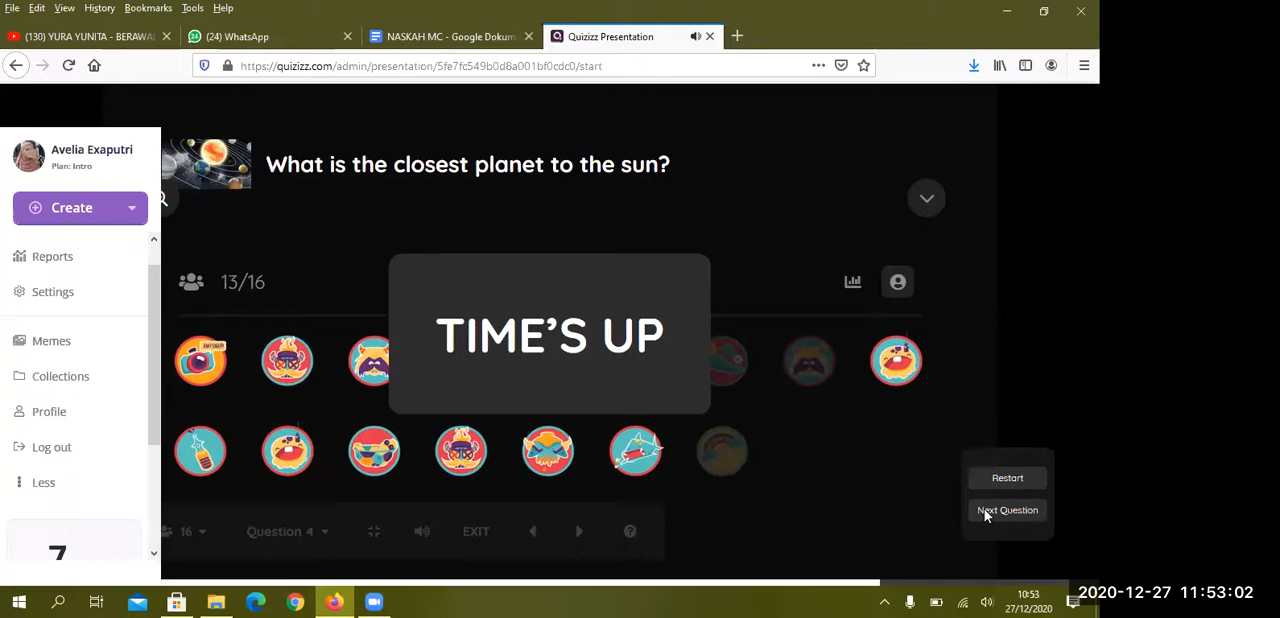 File Edit View History Bookmarks Tools Help
(130) YURA YUNITA - BERAWA
(24) WhatsApp
NASKAH MC - Google Dokum
Quizizz Presentation
https://quizizz.com/admin/presentation/5fe7fc549b0d8a001bf0cdc0/start
Avelia Exaputri
Plan: Intro
What is the closest planet to the sun?
Create
Reports
13/16
Settings
TIME'S UP
Memes
Collections
Profile
Log out
Less
7
Restart
Next Question
16
Question 4
EXIT
10:53
27/12/2020
2020-12-27 11:53:02